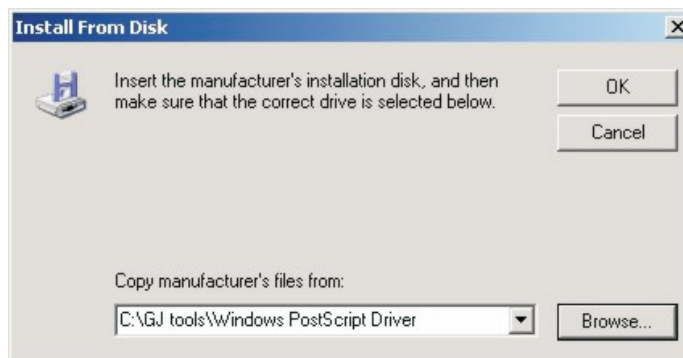 Install From Disk
Insert the manufacturer's installation disk, and then
make sure that the correct drive is selected below.
OK
Cancel
Copy manufacturer's files from:
C:\GJ tools\Windows PostScript Driver
Browse...